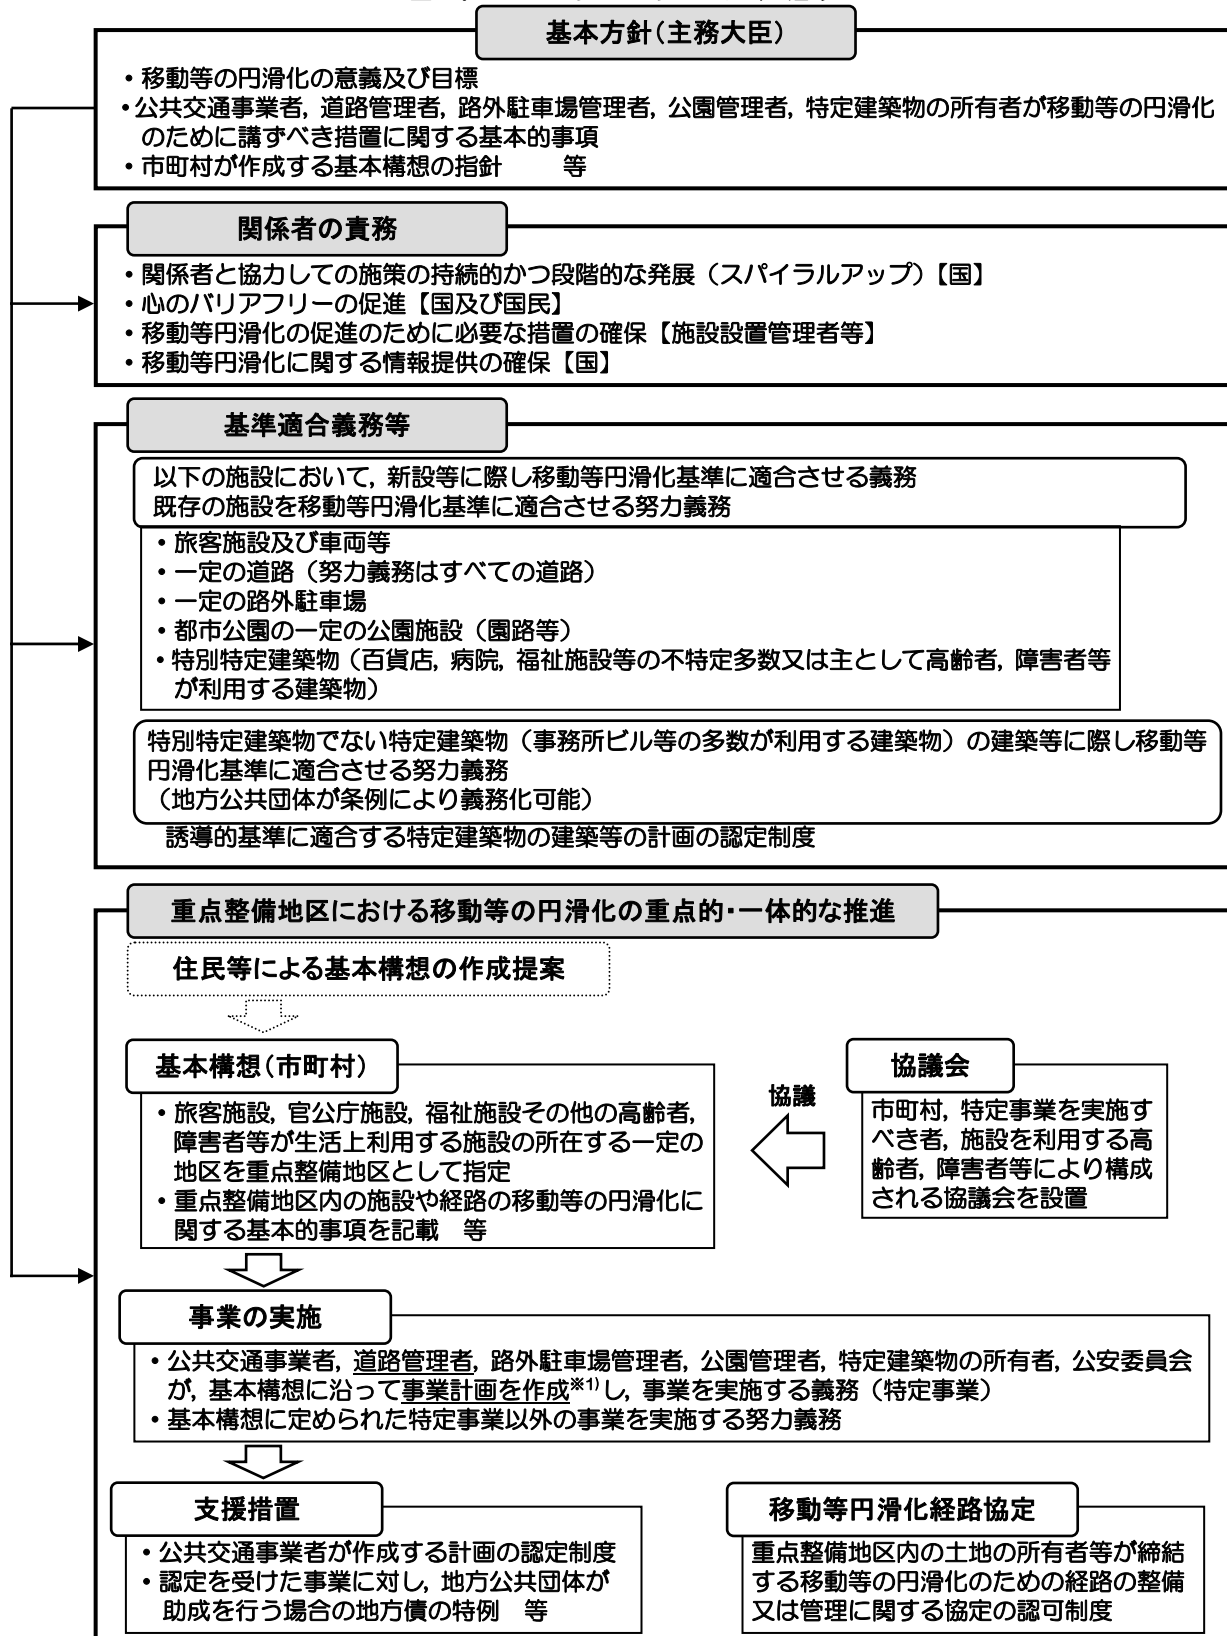 基本方針（主務大臣）
・移動等の円滑化の意義及び目標
・公共交通事業者, 道路管理者, 路外駐車場管理者, 公園管理者, 特定建築物の所有者が移動等の円滑化
のために講ずべき措置に関する基本的事項
・市町村が作成する基本構想の指針　　等
関係者の責務
・関係者と協力しての施策の持続的かつ段階的な発展（スパイラルアップ）【国】
・心のバリアフリーの促進【国及び国民】
・移動等円滑化の促進のために必要な措置の確保【施設設置管理者等】
・移動等円滑化に関する情報提供の確保【国】
基準適合義務等
以下の施設において, 新設等に際し移動等円滑化基準に適合させる義務
既存の施設を移動等円滑化基準に適合させる努力義務
・旅客施設及び車両等
・一定の道路（努力義務はすべての道路）
・一定の路外駐車場
・都市公園の一定の公園施設（園路等）
・特別特定建築物（百貨店, 病院, 福祉施設等の不特定多数又は主として高齢者, 障害者等
が利用する建築物）
特別特定建築物でない特定建築物（事務所ビル等の多数が利用する建築物）の建築等に際し移動等
円滑化基準に適合させる努力義務
（地方公共団体が条例により義務化可能）
誘導的基準に適合する特定建築物の建築等の計画の認定制度
重点整備地区における移動等の円滑化の重点的・一体的な推進
住民等による基本構想の作成提案
基本構想（市町村）
・旅客施設, 官公庁施設, 福祉施設その他の高齢者,
障害者等が生活上利用する施設の所在する一定の
地区を重点整備地区として指定
・重点整備地区内の施設や経路の移動等の円滑化に
関する基本的事項を記載　等
協議
協議会
市町村, 特定事業を実施す
べき者, 施設を利用する高
齢者, 障害者等により構成
される協議会を設置
事業の実施
・公共交通事業者, 道路管理者, 路外駐車場管理者, 公園管理者, 特定建築物の所有者, 公安委員会
が, 基本構想に沿って事業計画を作成※1)し, 事業を実施する義務（特定事業）
・基本構想に定められた特定事業以外の事業を実施する努力義務
支援措置
・公共交通事業者が作成する計画の認定制度
・認定を受けた事業に対し, 地方公共団体が
助成を行う場合の地方債の特例　等
移動等円滑化経路協定
重点整備地区内の土地の所有者等が締結
する移動等の円滑化のための経路の整備
又は管理に関する協定の認可制度